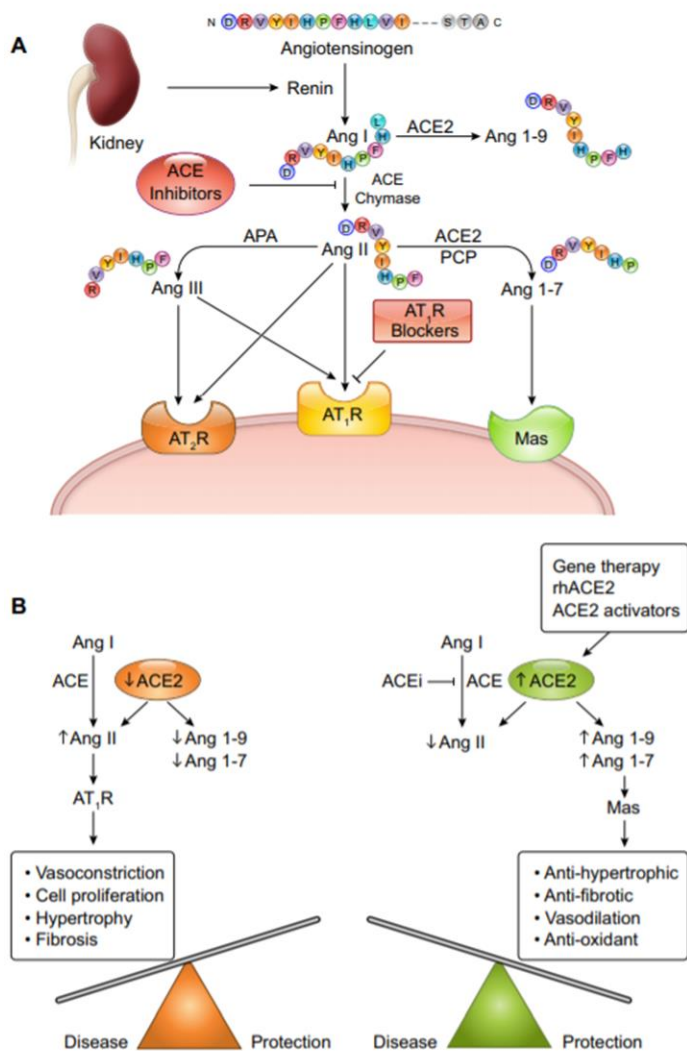 A
N D R V Y I H P F H L V I --- S T A C
Angiotensinogen
Kidney
Renin
Ang I
L
H
D R V Y I H P F
ACE2
Ang 1-9
D R V Y I H P F H
ACE
Inhibitors
ACE
Chymase
R V Y I H P F
APA
Ang II
D R V Y I H P F
ACE2
PCP
D R V Y I H P
Ang III
Ang 1-7
AT₁R
Blockers
AT₂R
AT₁R
Mas
B
Gene therapy
rhACE2
ACE2 activators
Ang I
ACE
↓ACE2
↑Ang II
↓Ang 1-9
↓Ang 1-7
AT₁R
• Vasoconstriction
• Cell proliferation
• Hypertrophy
• Fibrosis
Disease
Protection
Ang I
ACEi
ACE
↑ACE2
↓Ang II
↑Ang 1-9
↑Ang 1-7
Mas
• Anti-hypertrophic
• Anti-fibrotic
• Vasodilation
• Anti-oxidant
Disease
Protection